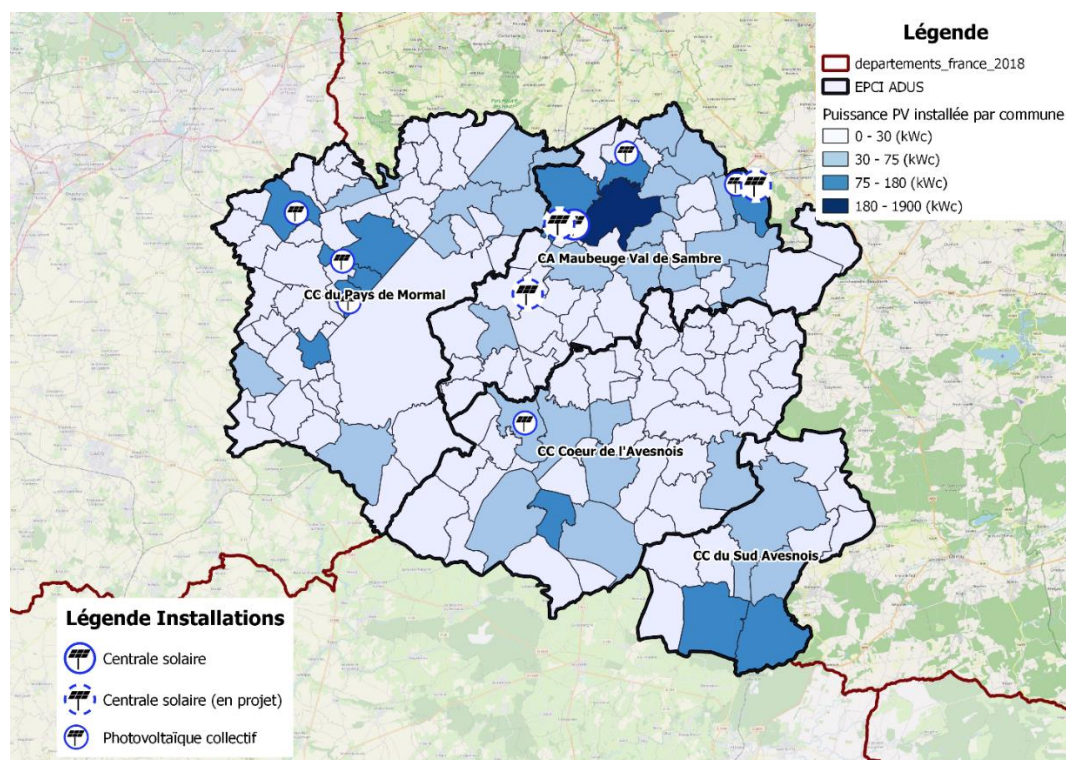 Légende
departements_france_2018
EPCI ADUS
Puissance PV installée par commune
0 - 30 (kWc)
30 - 75 (kWc)
75 - 180 (kWc)
180 - 1900 (kWc)
CA Maubeuge Val de Sambre
CC du Pays de Mormal
CC Coeur de l'Avesnois
CC du Sud Avesnois
Légende Installations
Centrale solaire
Centrale solaire (en projet)
Photovoltaïque collectif